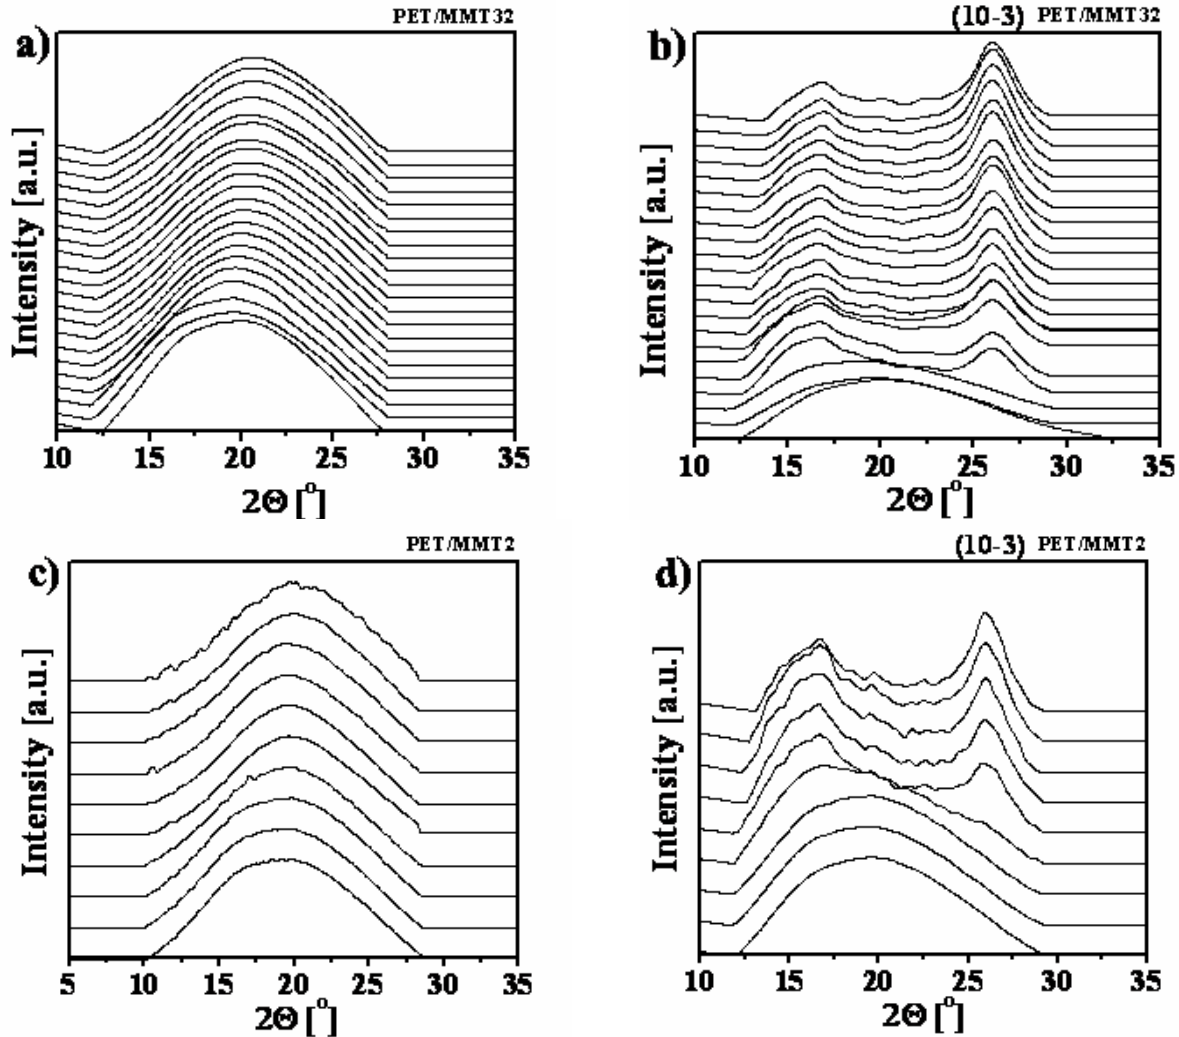 PET/MMT32
a)
Intensity [a.u.]
10 15 20 25 30 35
2Θ [°]
(10-3) PET/MMT32
b)
Intensity [a.u.]
10 15 20 25 30 35
2Θ [°]
PET/MMT2
c)
Intensity [a.u.]
5 10 15 20 25 30 35
2Θ [°]
(10-3) PET/MMT2
d)
Intensity [a.u.]
10 15 20 25 30 35
2Θ [°]